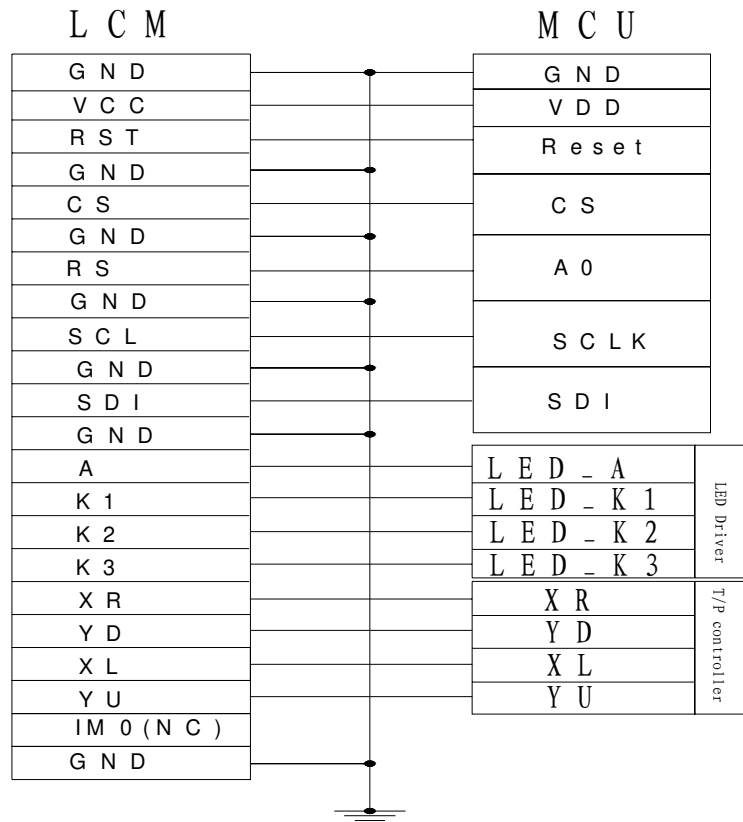 LCM
GND
VCC
RST
GND
CS
GND
RS
GND
SCL
GND
SDI
GND
A
K1
K2
K3
XR
YD
XL
YU
IM0(NC)
GND
MCU
GND
VDD
Reset
CS
A0
SCLK
SDI
LED_A
LED_K1
LED_K2
LED_K3
LED Driver
XR
YD
XL
YU
T/P controller